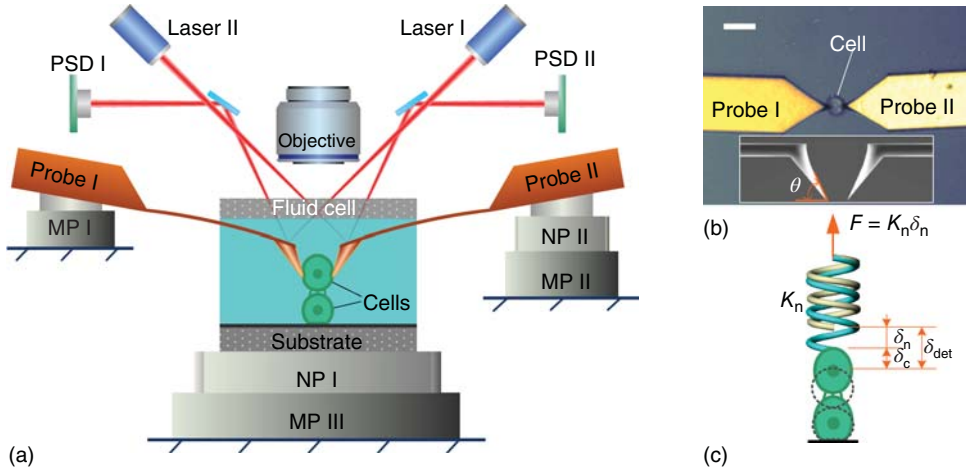 Laser II
Laser I
PSD I
PSD II
Objective
Probe I
Probe II
Fluid cell
MP I
NP II
MP II
Cells
Substrate
NP I
MP III
(a)
Cell
Probe I
Probe II
θ
(b)
F = Knδn
Kn
δn
δc
δdet
(c)